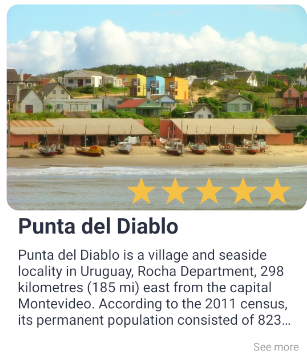 Punta del Diablo
Punta del Diablo is a village and seaside
locality in Uruguay, Rocha Department, 298
kilometres (185 mi) east from the capital
Montevideo. According to the 2011 census,
its permanent population consisted of 823...
See more